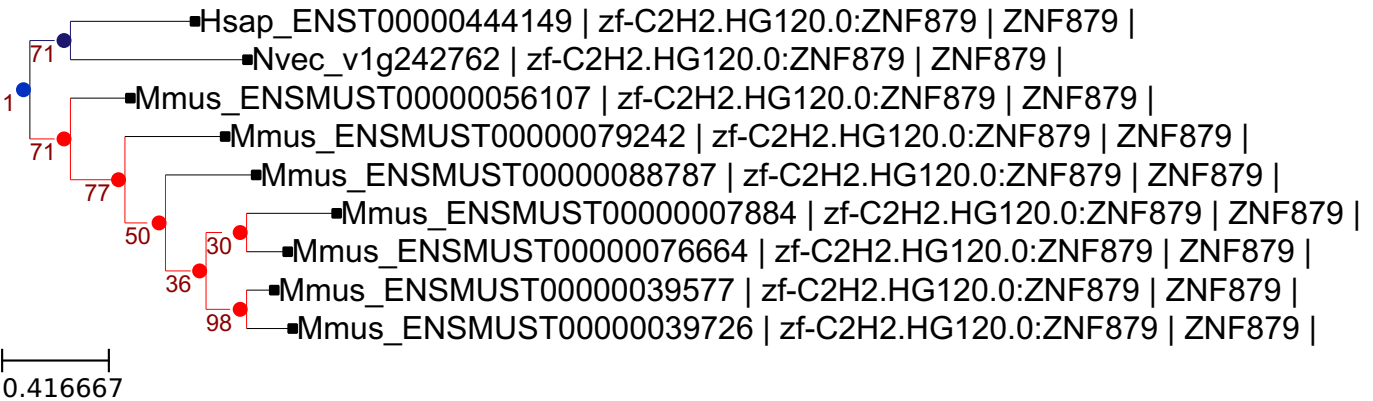 Hsap_ENST00000444149 | zf-C2H2.HG120.0:ZNF879 | ZNF879 |
71
Nvec_v1g242762 | zf-C2H2.HG120.0:ZNF879 | ZNF879 |
1
Mmus_ENSMUST00000056107 | zf-C2H2.HG120.0:ZNF879 | ZNF879 |
71
Mmus_ENSMUST00000079242 | zf-C2H2.HG120.0:ZNF879 | ZNF879 |
77
Mmus_ENSMUST00000088787 | zf-C2H2.HG120.0:ZNF879 | ZNF879 |
50
Mmus_ENSMUST00000007884 | zf-C2H2.HG120.0:ZNF879 | ZNF879 |
30
Mmus_ENSMUST00000076664 | zf-C2H2.HG120.0:ZNF879 | ZNF879 |
36
Mmus_ENSMUST00000039577 | zf-C2H2.HG120.0:ZNF879 | ZNF879 |
98
Mmus_ENSMUST00000039726 | zf-C2H2.HG120.0:ZNF879 | ZNF879 |
0.416667